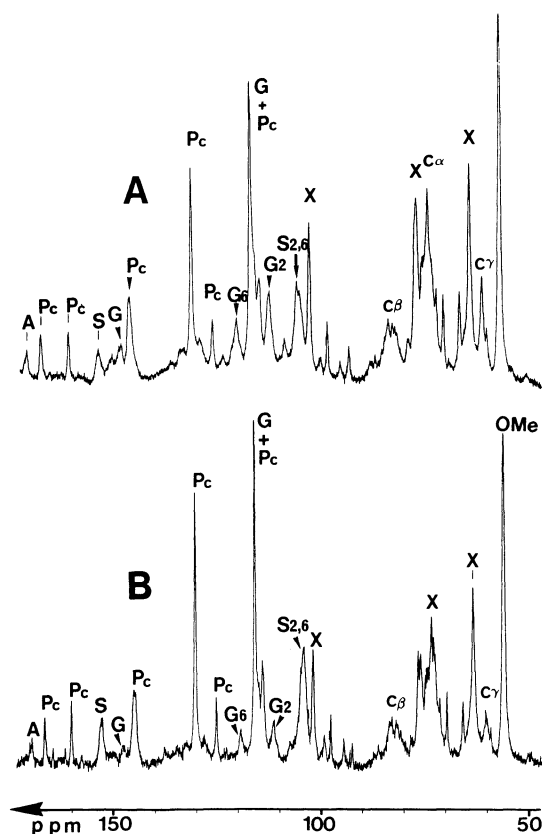 G
+
Pc
Pc
X
X Cα
A
X
S2,6
Pc
Pc G6 G2 Cγ
A Pc Pc S G Cβ
G
+
Pc
OMe
Pc
X
B
X
S2,6
X
Pc Pc S Pc Pc G6 G2 Cβ Cγ
A G
ppm 150 100 50